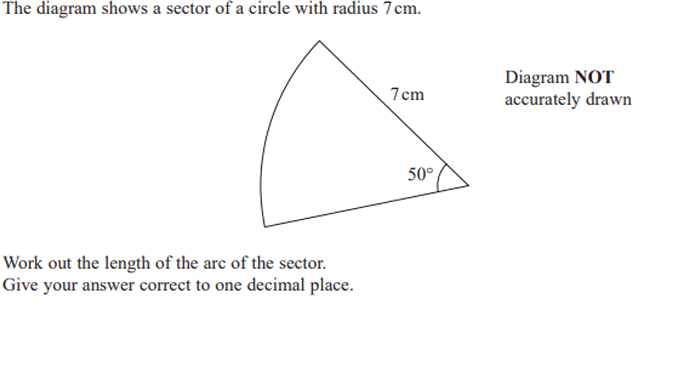 The diagram shows a sector of a circle with radius 7 cm.
7 cm
Diagram NOT
accurately drawn
50°
Work out the length of the arc of the sector.
Give your answer correct to one decimal place.